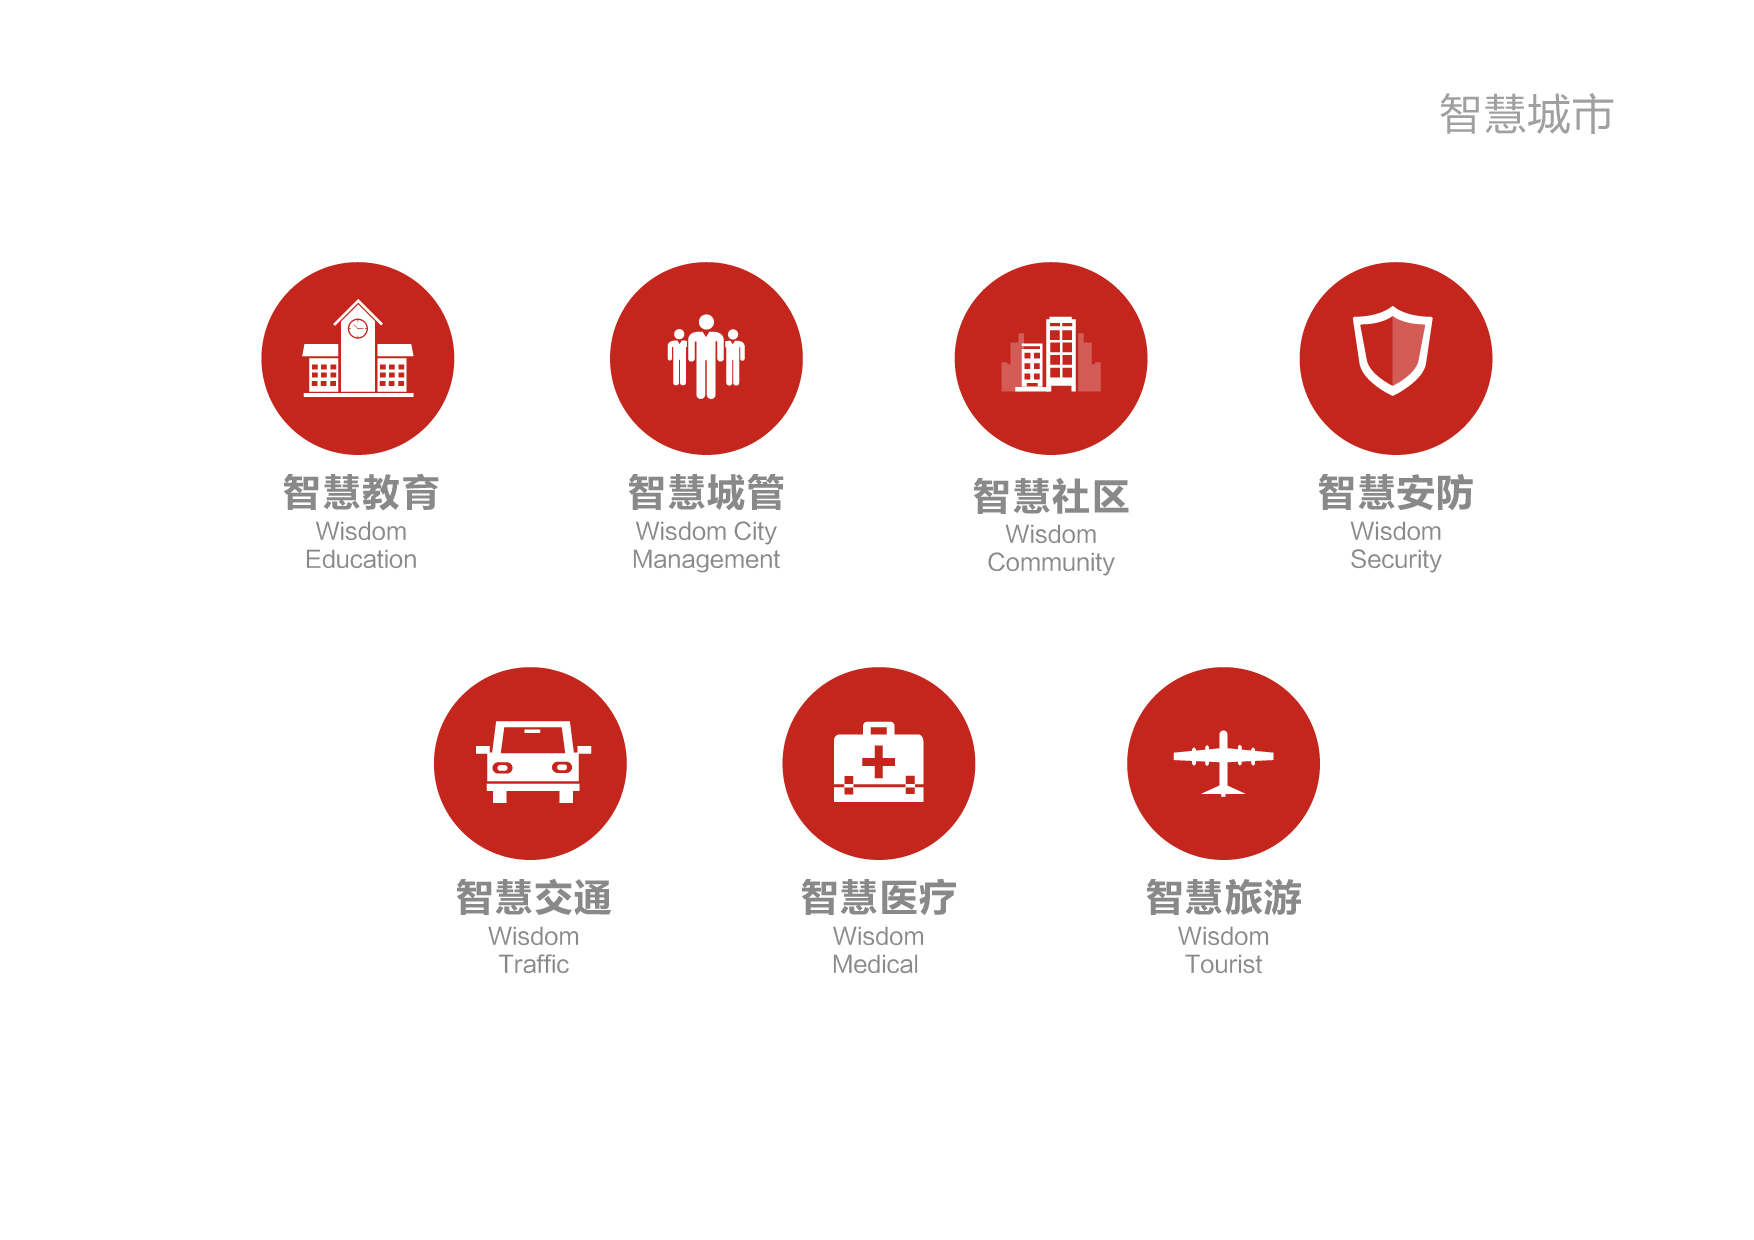 智慧城市
智慧教育
Wisdom
Education
智慧城管
Wisdom City
Management
智慧社区
Wisdom
Community
智慧安防
Wisdom
Security
智慧交通
Wisdom
Traffic
智慧医疗
Wisdom
Medical
智慧旅游
Wisdom
Tourist